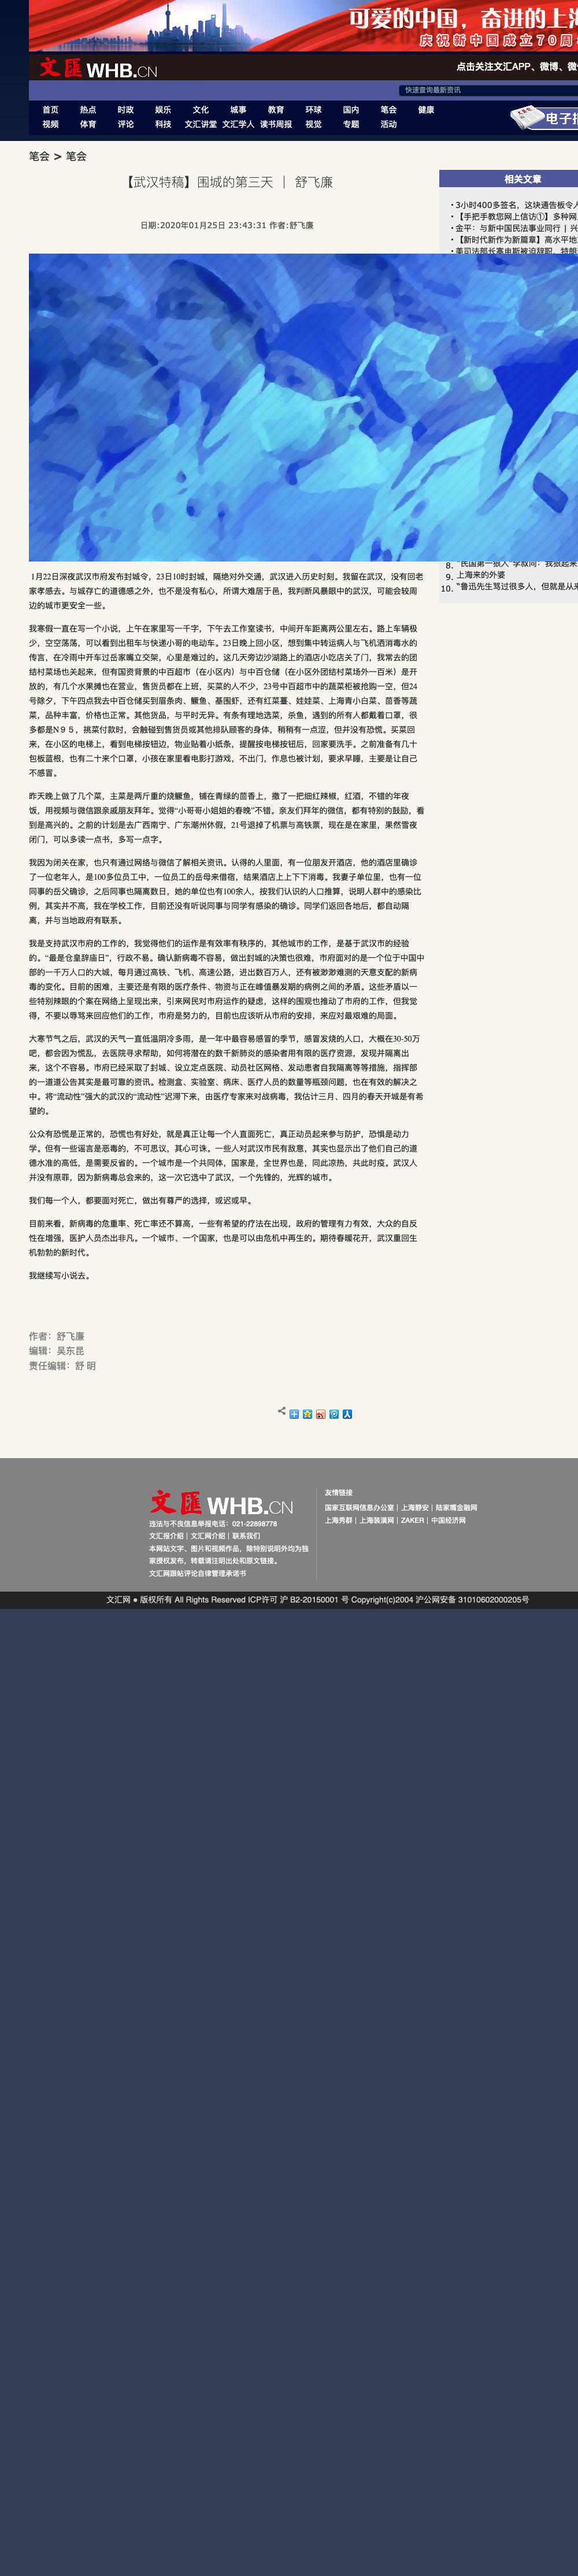 可爱的中国，奋进的上海
庆祝新中国成立70周年
文汇 WHB.CN
点击关注文汇APP、微博、微信
快速查询最新资讯
首页 热点 时政 娱乐 文化 城事 教育 环球 国内 笔会 健康
视频 体育 评论 科技 文汇讲堂 文汇学人 读书周报 视觉 专题 活动
电子报
笔会 > 笔会
【武汉特稿】围城的第三天 ｜ 舒飞廉
日期:2020年01月25日 23:43:31 作者:舒飞廉
相关文章
·3小时400多签名，这块通告板令人
·【手把手教您网上信访①】多种网
·金平：与新中国民法事业同行 | 兴
·【新时代新作为新篇章】高水平地
·美司法部长塞申斯被迫辞职，特朗
8. “民国第一狠人”李叔同：我狠起来
9. 上海来的外婆
10. “鲁迅先生骂过很多人，但就是从来
1月22日深夜武汉市府发布封城令，23日10时封城，隔绝对外交通，武汉进入历史时刻。我留在武汉，没有回老
家孝感去。与城存亡的道德感之外，也不是没有私心，所谓大难居于邑，我判断风暴眼中的武汉，可能会较周
边的城市更安全一些。
我寒假一直在写一个小说，上午在家里写一千字，下午去工作室读书，中间开车距离两公里左右。路上车辆极
少，空空荡荡，可以看到出租车与快递小哥的电动车。23日晚上回小区，想到集中转运病人与飞机洒消毒水的
传言，在冷雨中开车过岳家嘴立交架，心里是难过的。这几天旁边沙湖路上的酒店小吃店关了门，我常去的团
结村菜场也关起来，但有国资背景的中百超市（在小区内）与中百仓储（在小区外团结村菜场外一百米）是开
放的，有几个水果摊也在营业，售货员都在上班，买菜的人不少，23号中百超市中的蔬菜柜被抢购一空，但24
号除夕，下午四点我去中百仓储买到眉条肉、鳜鱼、基围虾，还有红菜薹、娃娃菜、上海青小白菜、茴香等蔬
菜，品种丰富，价格也正常。其他货品，与平时无异。有条有理地选菜，杀鱼，遇到的所有人都戴着口罩，很
多都是N９５，挑菜付款时，会触碰到售货员或其他排队顾客的身体，稍稍有一点涩，但并没有恐慌。买菜回
来，在小区的电梯上，看到电梯按钮边，物业贴着小纸条，提醒按电梯按钮后，回家要洗手。之前准备有几十
包板蓝根，也有二十来个口罩，小孩在家里看电影打游戏，不出门，作息也被计划，要求早睡，主要是让自己
不感冒。
昨天晚上做了几个菜，主菜是两斤重的烧鳜鱼，铺在青绿的茴香上，撒了一把细红辣椒，红酒，不错的年夜
饭，用视频与微信跟亲戚朋友拜年。觉得“小哥哥小姐姐的春晚”不错。亲友们拜年的微信，都有特别的鼓励，看
到是高兴的。之前的计划是去广西南宁、广东潮州休假，21号退掉了机票与高铁票，现在是在家里，果然雪夜
闭门，可以多读一点书，多写一点字。
我因为闭关在家，也只有通过网络与微信了解相关资讯。认得的人里面，有一位朋友开酒店，他的酒店里确诊
了一位老年人，是100多位员工中，一位员工的岳母来借宿，结果酒店上上下下消毒。我妻子单位里，也有一位
同事的岳父确诊，之后同事也隔离数日，她的单位也有100余人，按我们认识的人口推算，说明人群中的感染比
例，其实并不高，我在学校工作，目前还没有听说同事与同学有感染的确诊。同学们返回各地后，都自动隔
离，并与当地政府有联系。
我是支持武汉市府的工作的，我觉得他们的运作是有效率有秩序的，其他城市的工作，是基于武汉市的经验
的。“最是仓皇辞庙日”，行政不易。确认新病毒不容易，做出封城的决策也很难，市府面对的是一个位于中国中
部的一千万人口的大城，每月通过高铁、飞机、高速公路，进出数百万人，还有被渺渺难测的天意支配的新病
毒的变化。目前的困难，主要还是有限的医疗条件、物资与正在峰值暴发期的病例之间的矛盾。这些矛盾以一
些特别辣眼的个案在网络上呈现出来，引来网民对市府运作的疑虑，这样的围观也推动了市府的工作，但我觉
得，不要以辱骂来回应他们的工作，市府是努力的，目前也应该听从市府的安排，来应对最艰难的局面。
大寒节气之后，武汉的天气一直低温阴冷多雨，是一年中最容易感冒的季节，感冒发烧的人口，大概在30-50万
吧，都会因为慌乱，去医院寻求帮助，如何将潜在的数千新肺炎的感染者用有限的医疗资源，发现并隔离出
来，这个不容易。市府已经采取了封城、设立定点医院、动员社区网格、发动患者自我隔离等等措施，指挥部
的一道道公告其实是最可靠的资讯。检测盒、实验室、病床、医疗人员的数量等瓶颈问题，也在有效的解决之
中。将“流动性”强大的武汉的“流动性”迟滞下来，由医疗专家来对战病毒，我估计三月、四月的春天开城是有希
望的。
公众有恐慌是正常的，恐慌也有好处，就是真正让每一个人直面死亡，真正动员起来参与防护，恐惧是动力
学。但有一些谣言是恶毒的，不可思议，其心可诛。一些人对武汉市民有敌意，其实也显示出了他们自己的道
德水准的高低，是需要反省的。一个城市是一个共同体，国家是，全世界也是，同此凉热，共此时疫。武汉人
并没有原罪，因为新病毒总会来的，这一次它选中了武汉，一个先锋的，光辉的城市。
我们每一个人，都要面对死亡，做出有尊严的选择，或迟或早。
目前来看，新病毒的危重率、死亡率还不算高，一些有希望的疗法在出现，政府的管理有力有效，大众的自反
性在增强，医护人员杰出非凡。一个城市、一个国家，也是可以由危机中再生的。期待春暖花开，武汉重回生
机勃勃的新时代。
我继续写小说去。
作者：舒飞廉
编辑：吴东昆
责任编辑：舒 明
文汇 WHB.CN
违法与不良信息举报电话：021-22898778
文汇报介绍 | 文汇网介绍 | 联系我们
本网站文字、图片和视频作品，除特别说明外均为独
家授权发布，转载请注明出处和原文链接。
文汇网跟帖评论自律管理承诺书
友情链接
国家互联网信息办公室 | 上海静安 | 陆家嘴金融网
上海秀群 | 上海装潢网 | ZAKER | 中国经济网
文汇网 ● 版权所有 All Rights Reserved ICP许可 沪 B2-20150001 号 Copyright(c)2004 沪公网安备 31010602000205号